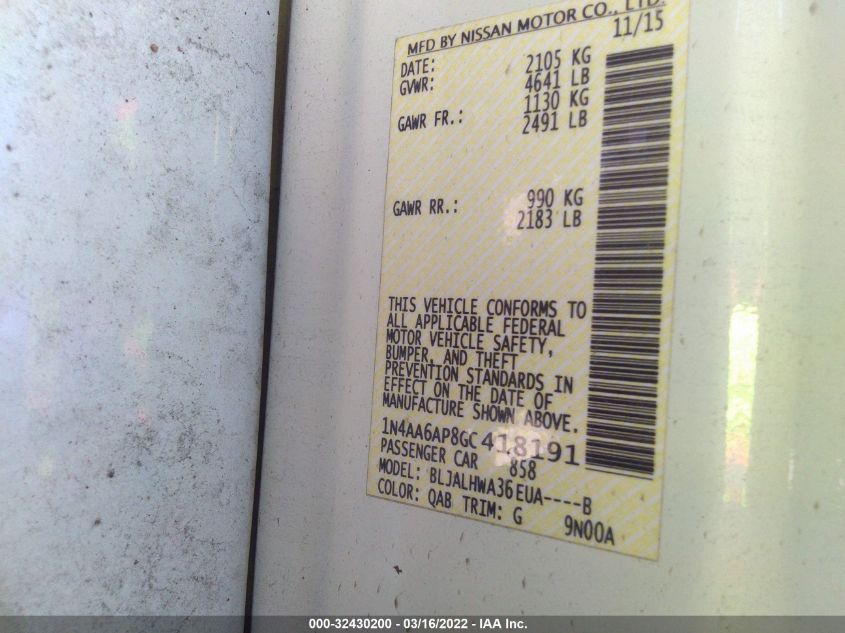 MFD BY NISSAN MOTOR CO., LTD.
DATE: 11/15
GVWR: 2105 KG
4641 LB
GAWR FR.: 1130 KG
2491 LB
GAWR RR.: 990 KG
2183 LB
THIS VEHICLE CONFORMS TO
ALL APPLICABLE FEDERAL
MOTOR VEHICLE SAFETY,
BUMPER, AND THEFT
PREVENTION STANDARDS IN
EFFECT ON THE DATE OF
MANUFACTURE SHOWN ABOVE.
1N4AA6AP8GC418191
PASSENGER CAR 858
MODEL: BLJALHWA36EUA----B
COLOR: QAB TRIM: G 9N00A
000-32430200 - 03/16/2022 - IAA Inc.